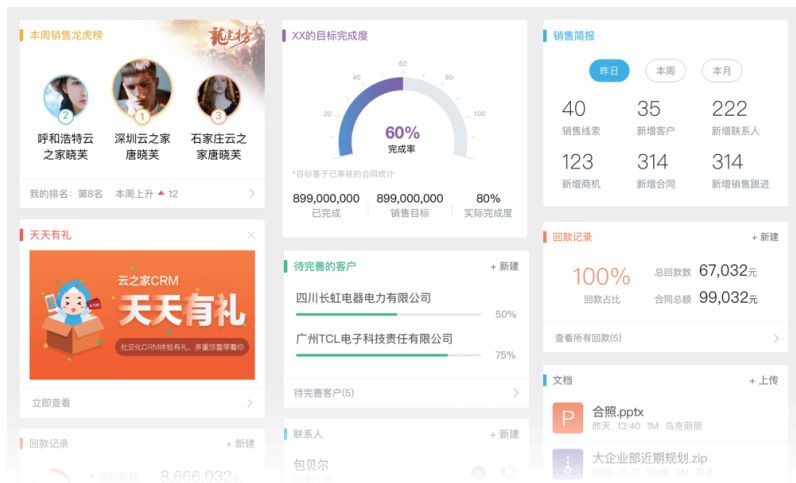 本周销售龙虎榜
龍虎榜
2
1
3
呼和浩特云
之家晓芙
深圳云之家
唐晓芙
石家庄云之
家唐晓芙
我的排名：第8名 本周上升 12
天天有礼
云之家CRM
天天有礼
社交化CRM体验有礼，多重惊喜等着你
立即查看
回款记录 + 新建
总回款数 8,666,032元
XX的目标完成度
20
40
60
80
100
60%
完成率
*目标基于已审核的合同统计
899,000,000 899,000,000 80%
已完成 销售目标 实际完成度
待完善的客户 + 新建
四川长虹电器电力有限公司
50%
广州TCL电子科技责任有限公司
75%
待完善客户(5)
联系人 + 新建
包贝尔
销售简报
昨日 本周 本月
40 35 222
销售线索 新增客户 新增联系人
123 314 314
新增商机 新增合同 新增销售跟进
回款记录 + 新建
100%
回款占比
总回款数 67,032元
合同总额 99,032元
查看所有回款(5)
文档 + 上传
P
合照.pptx
昨天 13:40 1M 乌克丽丽
大企业部近期规划.zip